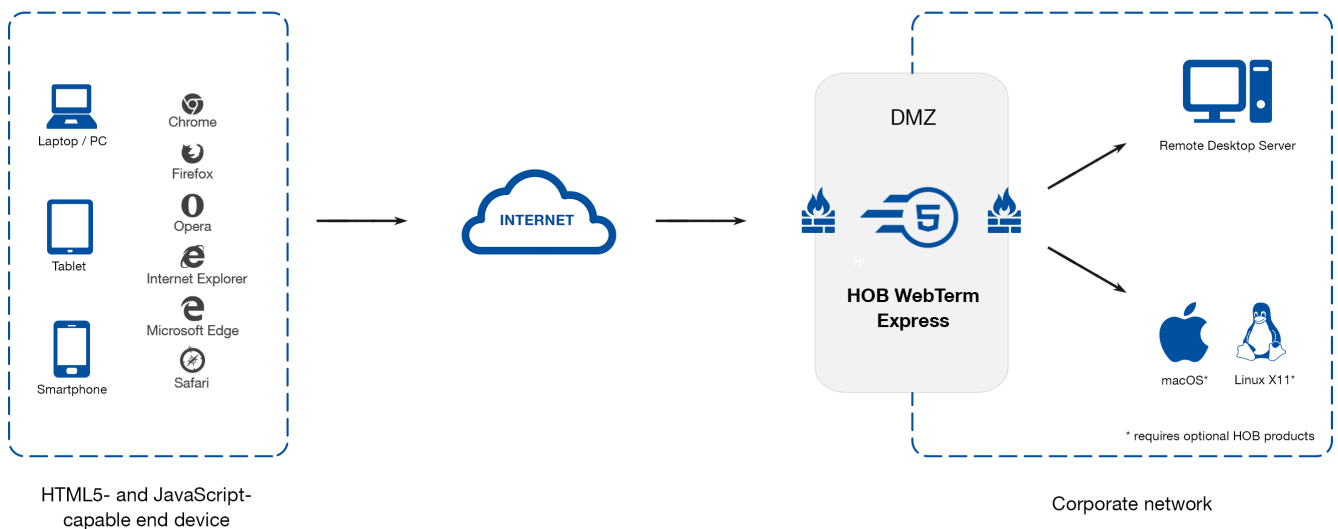 Laptop / PC
Tablet
Smartphone
Chrome
Firefox
Opera
Internet Explorer
Microsoft Edge
Safari
HTML5- and JavaScript-
capable end device
INTERNET
DMZ
5
H
HOB WebTerm
Express
Remote Desktop Server
macOS*
Linux X11*
* requires optional HOB products
Corporate network